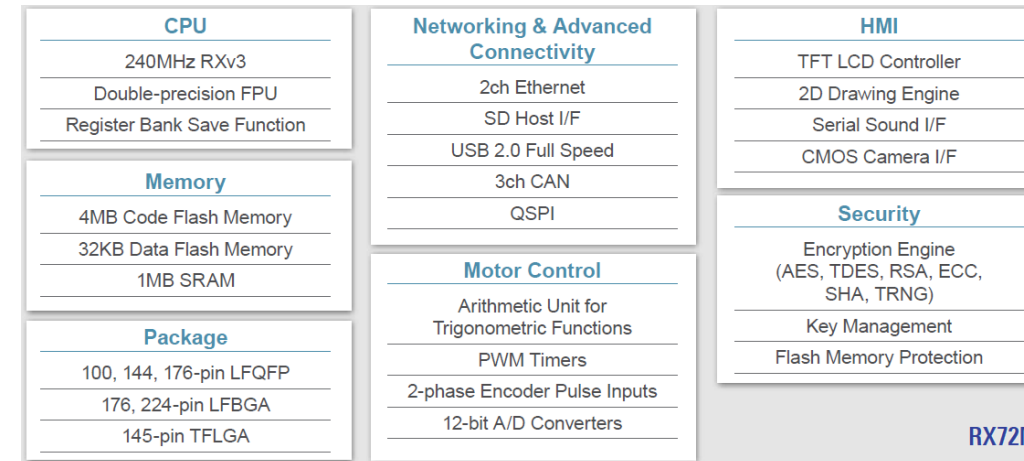 CPU
240MHz RXv3
Double-precision FPU
Register Bank Save Function
Memory
4MB Code Flash Memory
32KB Data Flash Memory
1MB SRAM
Package
100, 144, 176-pin LFQFP
176, 224-pin LFBGA
145-pin TFLGA
Networking & Advanced
Connectivity
2ch Ethernet
SD Host I/F
USB 2.0 Full Speed
3ch CAN
QSPI
Motor Control
Arithmetic Unit for
Trigonometric Functions
PWM Timers
2-phase Encoder Pulse Inputs
12-bit A/D Converters
HMI
TFT LCD Controller
2D Drawing Engine
Serial Sound I/F
CMOS Camera I/F
Security
Encryption Engine
(AES, TDES, RSA, ECC,
SHA, TRNG)
Key Management
Flash Memory Protection